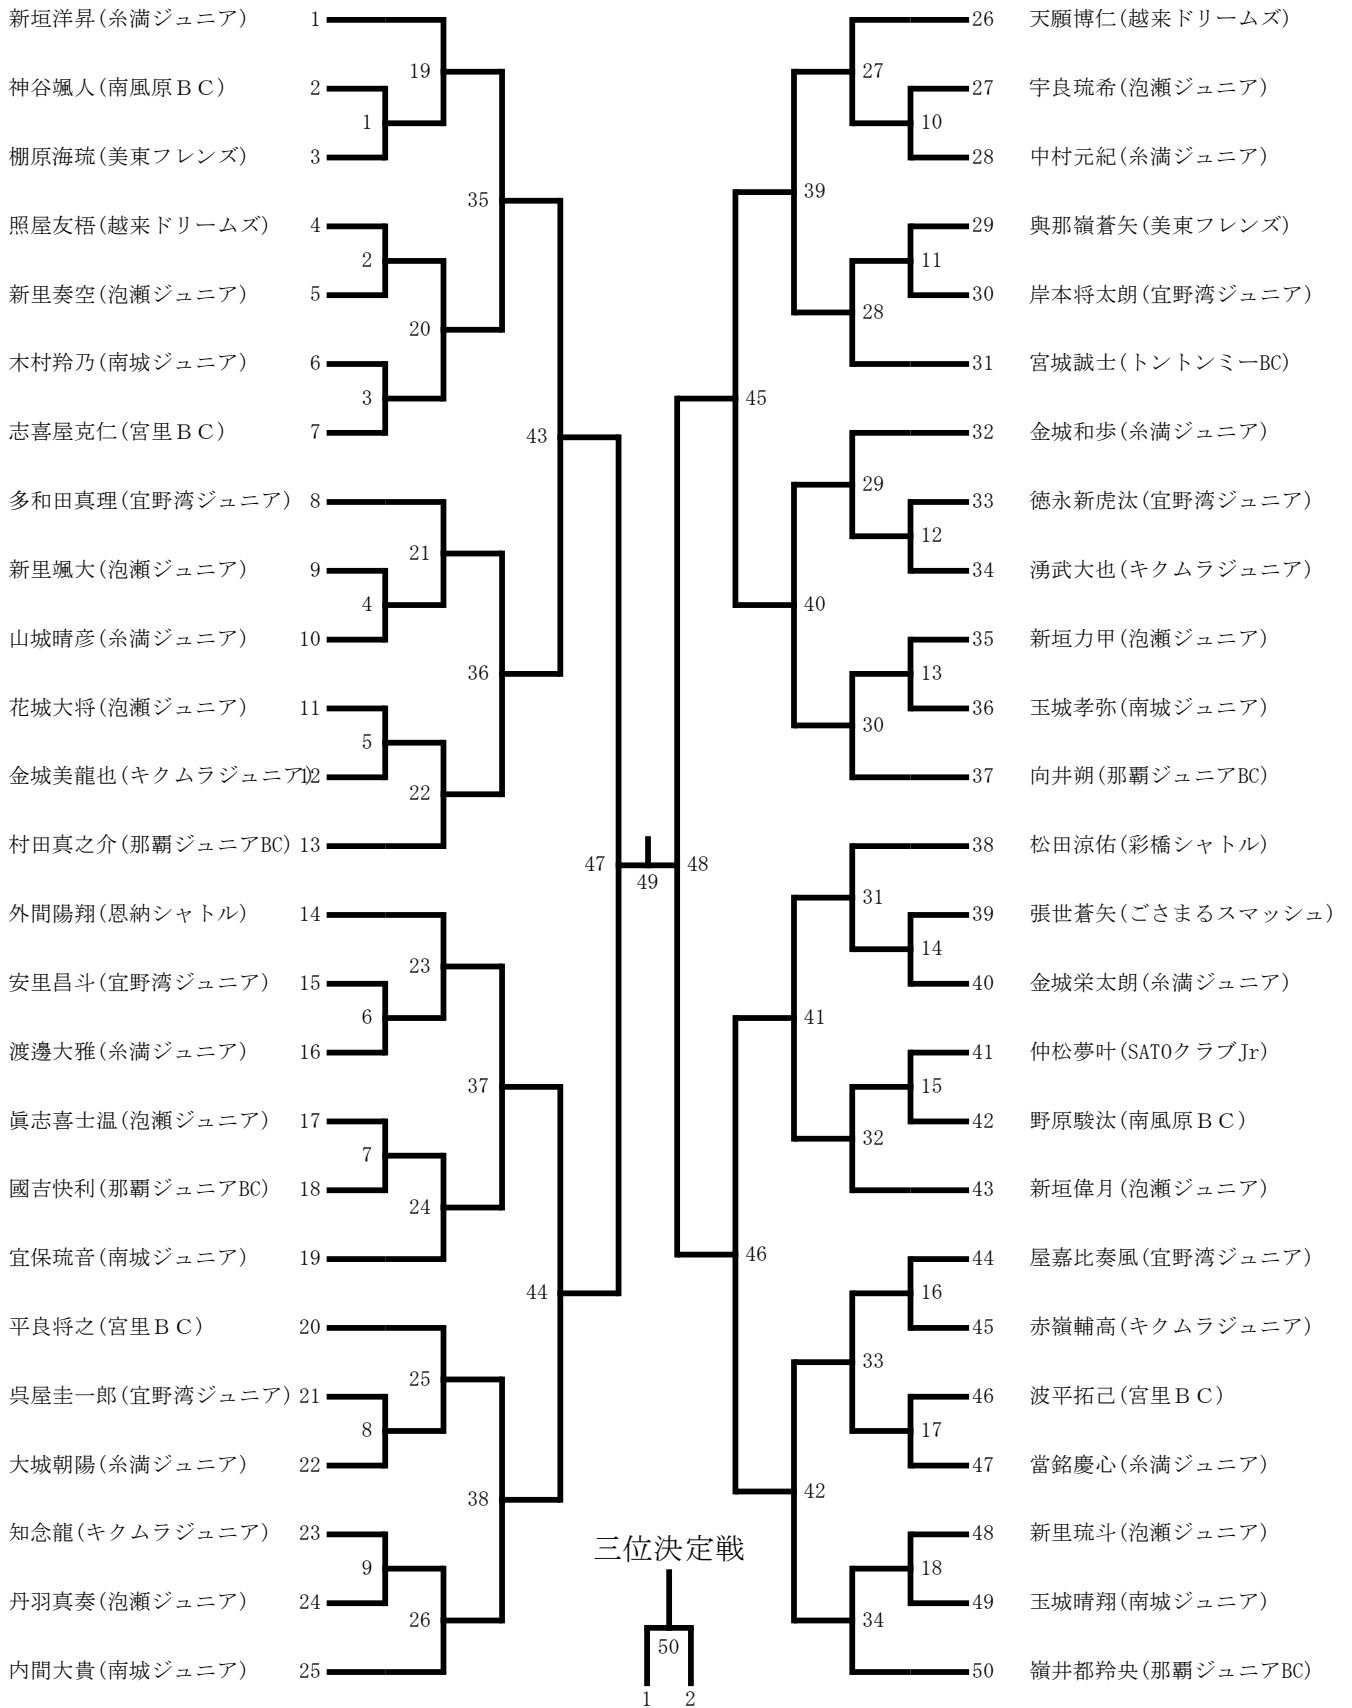 新垣洋昇(糸満ジュニア) 1
神谷颯人(南風原ＢＣ) 2
棚原海琉(美東フレンズ) 3
照屋友梧(越来ドリームズ) 4
新里奏空(泡瀬ジュニア) 5
木村羚乃(南城ジュニア) 6
志喜屋克仁(宮里ＢＣ) 7
多和田真理(宜野湾ジュニア) 8
新里颯大(泡瀬ジュニア) 9
山城晴彦(糸満ジュニア) 10
花城大将(泡瀬ジュニア) 11
金城美龍也(キクムラジュニア) 12
村田真之介(那覇ジュニアBC) 13
外間陽翔(恩納シャトル) 14
安里昌斗(宜野湾ジュニア) 15
渡邊大雅(糸満ジュニア) 16
眞志喜士温(泡瀬ジュニア) 17
國吉快利(那覇ジュニアBC) 18
宜保琉音(南城ジュニア) 19
平良将之(宮里ＢＣ) 20
呉屋圭一郎(宜野湾ジュニア) 21
大城朝陽(糸満ジュニア) 22
知念龍(キクムラジュニア) 23
丹羽真奏(泡瀬ジュニア) 24
内間大貴(南城ジュニア) 25
1
2
3
4
5
6
7
8
9
19
20
21
22
23
24
25
26
35
36
37
38
43
44
47
49
48
45
46
39
40
41
42
27
28
29
30
31
32
33
34
10
11
12
13
14
15
16
17
18
26 天願博仁(越来ドリームズ)
27 宇良琉希(泡瀬ジュニア)
28 中村元紀(糸満ジュニア)
29 與那嶺蒼矢(美東フレンズ)
30 岸本将太朗(宜野湾ジュニア)
31 宮城誠士(トントンミーBC)
32 金城和歩(糸満ジュニア)
33 徳永新虎汰(宜野湾ジュニア)
34 湧武大也(キクムラジュニア)
35 新垣力甲(泡瀬ジュニア)
36 玉城孝弥(南城ジュニア)
37 向井朔(那覇ジュニアBC)
38 松田涼佑(彩橋シャトル)
39 張世蒼矢(ごさまるスマッシュ)
40 金城栄太朗(糸満ジュニア)
41 仲松夢叶(SATOクラブJr)
42 野原駿汰(南風原ＢＣ)
43 新垣偉月(泡瀬ジュニア)
44 屋嘉比奏風(宜野湾ジュニア)
45 赤嶺輔高(キクムラジュニア)
46 波平拓己(宮里ＢＣ)
47 當銘慶心(糸満ジュニア)
48 新里琉斗(泡瀬ジュニア)
49 玉城晴翔(南城ジュニア)
50 嶺井都羚央(那覇ジュニアBC)
三位決定戦
50
1 2